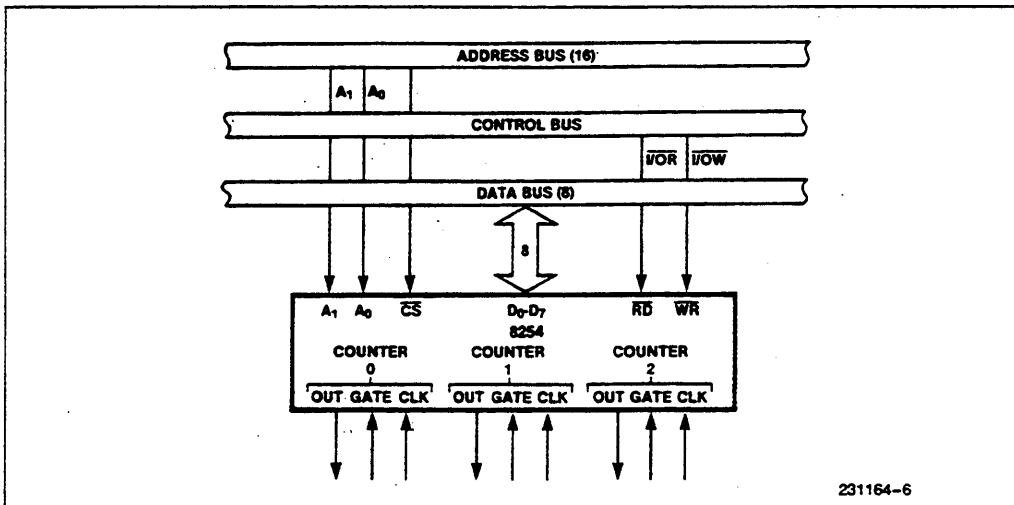 ADDRESS BUS (16)
A₁ A₀
CONTROL BUS
I/OR I/OW
DATA BUS (8)
8
A₁ A₀ CS D₀-D₇ RD WR
8254
COUNTER COUNTER COUNTER
0 1 2
OUT GATE CLK OUT GATE CLK OUT GATE CLK
231164-6